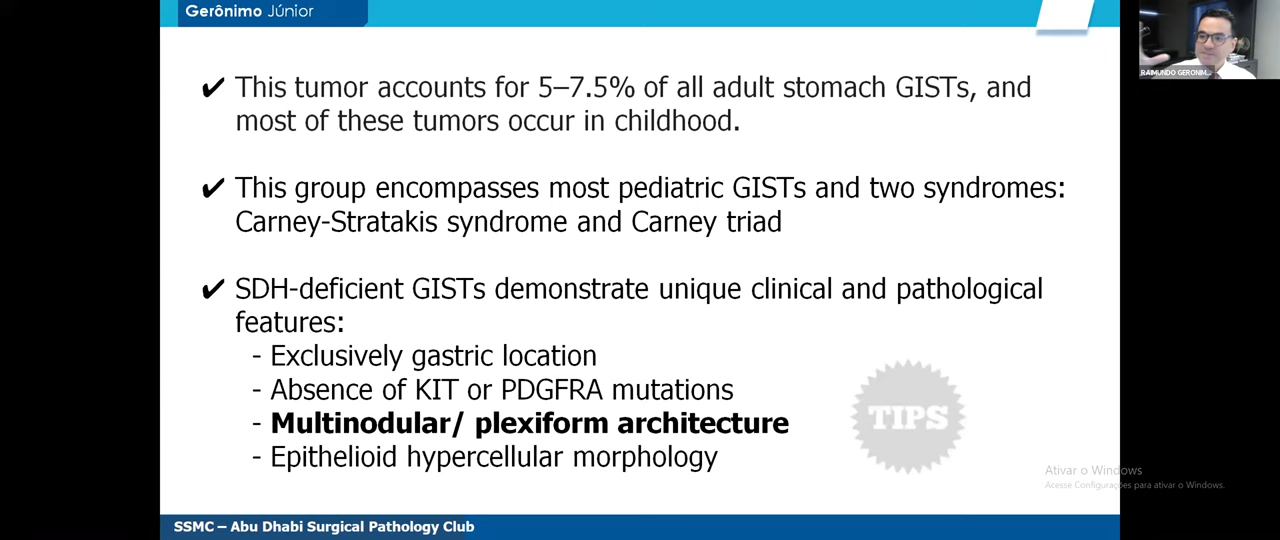 Gerônimo Júnior
RAIMUNDO GERONIM...
✔ This tumor accounts for 5–7.5% of all adult stomach GISTs, and
most of these tumors occur in childhood.
✔ This group encompasses most pediatric GISTs and two syndromes:
Carney-Stratakis syndrome and Carney triad
✔ SDH-deficient GISTs demonstrate unique clinical and pathological
features:
- Exclusively gastric location
- Absence of KIT or PDGFRA mutations
- Multinodular/ plexiform architecture
- Epithelioid hypercellular morphology
TIPS
Ativar o Windows
Acesse Configurações para ativar o Windows.
SSMC – Abu Dhabi Surgical Pathology Club